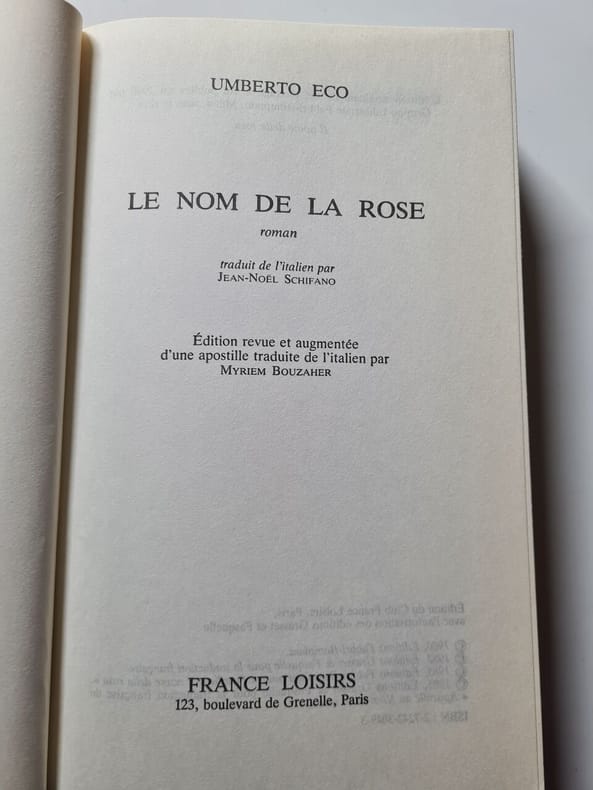 UMBERTO ECO
LE NOM DE LA ROSE
roman
traduit de l'italien par
JEAN-NOËL SCHIFANO
Édition revue et augmentée
d'une apostille traduite de l'italien par
MYRIEM BOUZAHER
FRANCE LOISIRS
123, boulevard de Grenelle, Paris